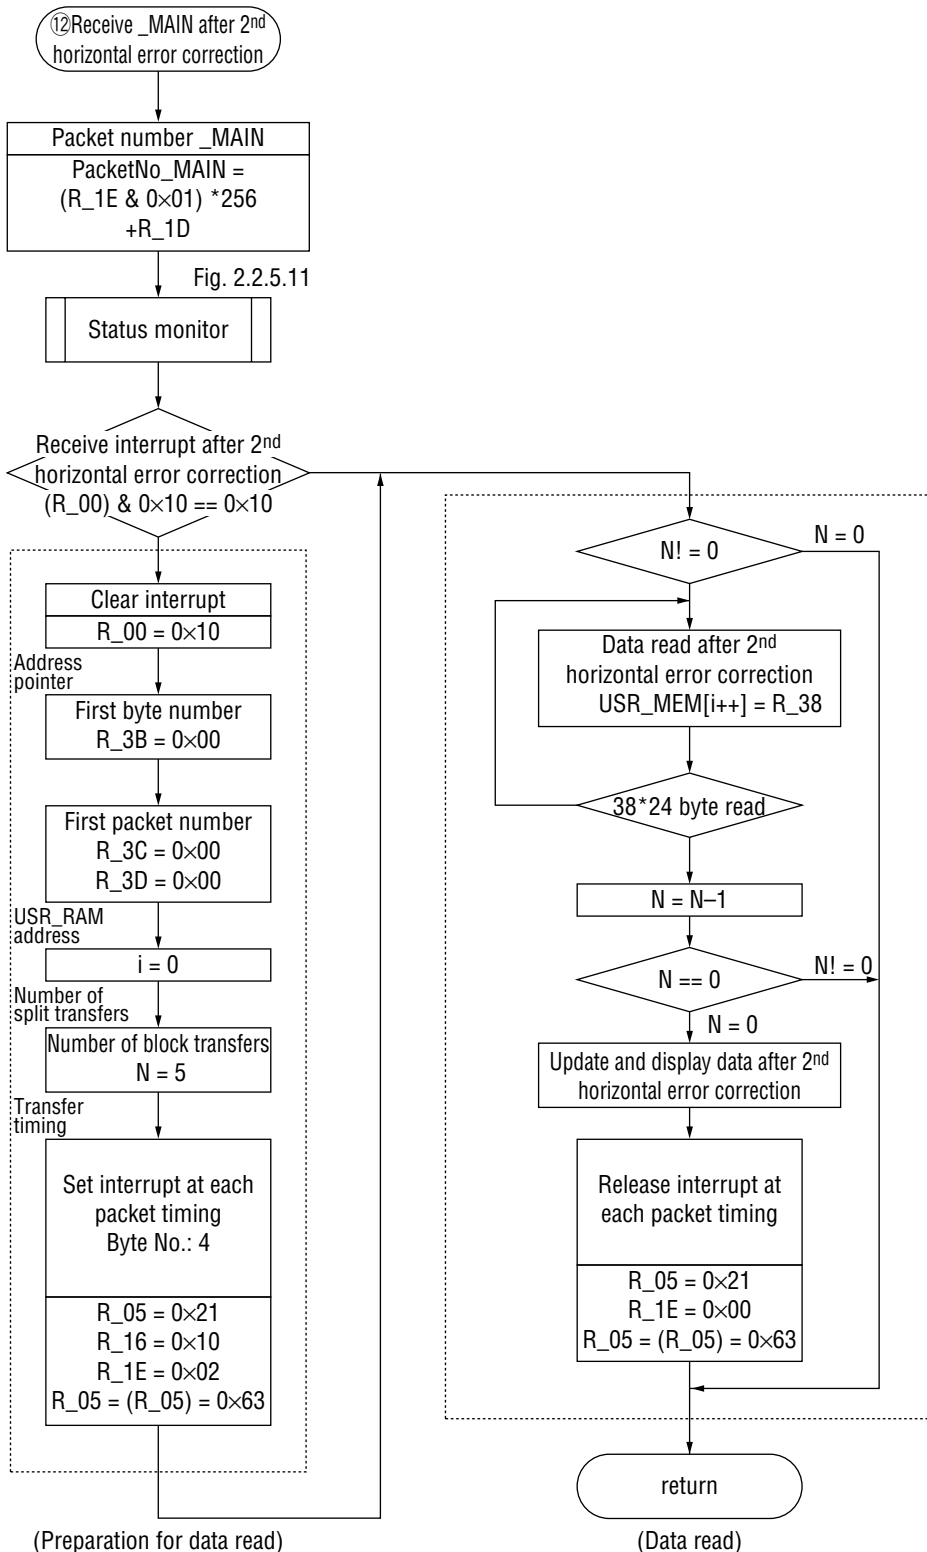 ⑫Receive _MAIN after 2nd
horizontal error correction
Packet number _MAIN
PacketNo_MAIN =
(R_1E & 0×01) *256
+R_1D
Fig. 2.2.5.11
Status monitor
Receive interrupt after 2nd
horizontal error correction
(R_00) & 0×10 == 0×10
Clear interrupt
R_00 = 0×10
Address
pointer
First byte number
R_3B = 0×00
First packet number
R_3C = 0×00
R_3D = 0×00
USR_RAM
address
i = 0
Number of
split transfers
Number of block transfers
N = 5
Transfer
timing
Set interrupt at each
packet timing
Byte No.: 4
R_05 = 0×21
R_16 = 0×10
R_1E = 0×02
R_05 = (R_05) = 0×63
(Preparation for data read)
N! = 0
N = 0
Data read after 2nd
horizontal error correction
USR_MEM[i++] = R_38
38*24 byte read
N = N–1
N == 0
N! = 0
N = 0
Update and display data after 2nd
horizontal error correction
Release interrupt at
each packet timing
R_05 = 0×21
R_1E = 0×00
R_05 = (R_05) = 0×63
return
(Data read)